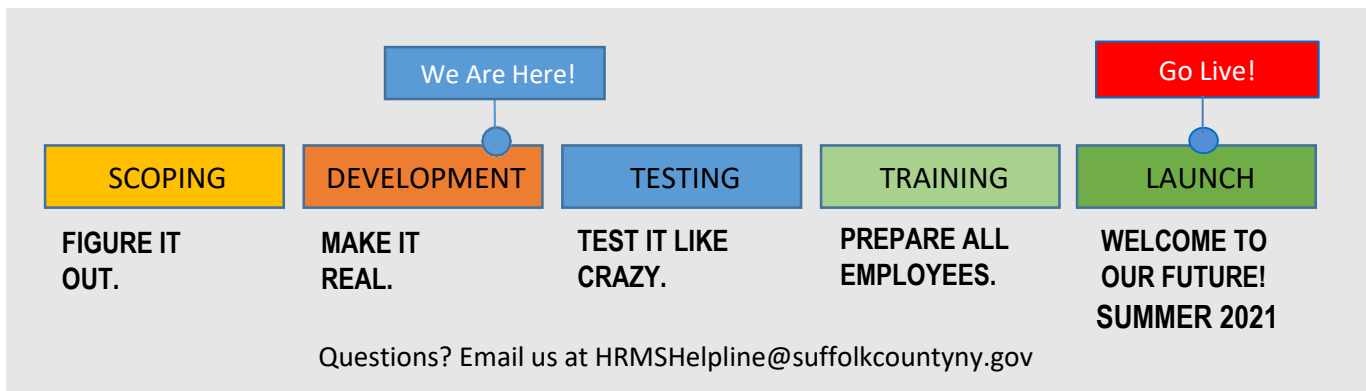 We Are Here!
Go Live!
SCOPING
DEVELOPMENT
TESTING
TRAINING
LAUNCH
FIGURE IT
OUT.
MAKE IT
REAL.
TEST IT LIKE
CRAZY.
PREPARE ALL
EMPLOYEES.
WELCOME TO
OUR FUTURE!
SUMMER 2021
Questions? Email us at HRMSHelpline@suffolkcountyny.gov